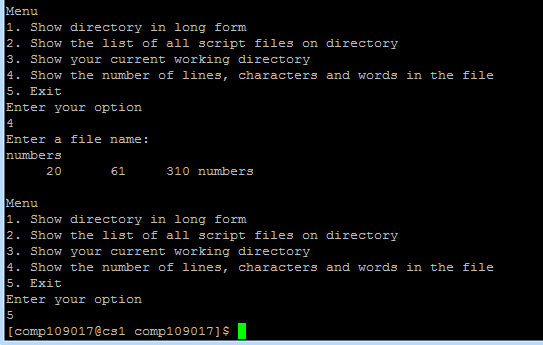 Menu
1. Show directory in long form
2. Show the list of all script files on directory
3. Show your current working directory
4. Show the number of lines, characters and words in the file
5. Exit
Enter your option
4
Enter a file name:
numbers
     20      61     310 numbers

Menu
1. Show directory in long form
2. Show the list of all script files on directory
3. Show your current working directory
4. Show the number of lines, characters and words in the file
5. Exit
Enter your option
5
[comp109017@cs1 comp109017]$